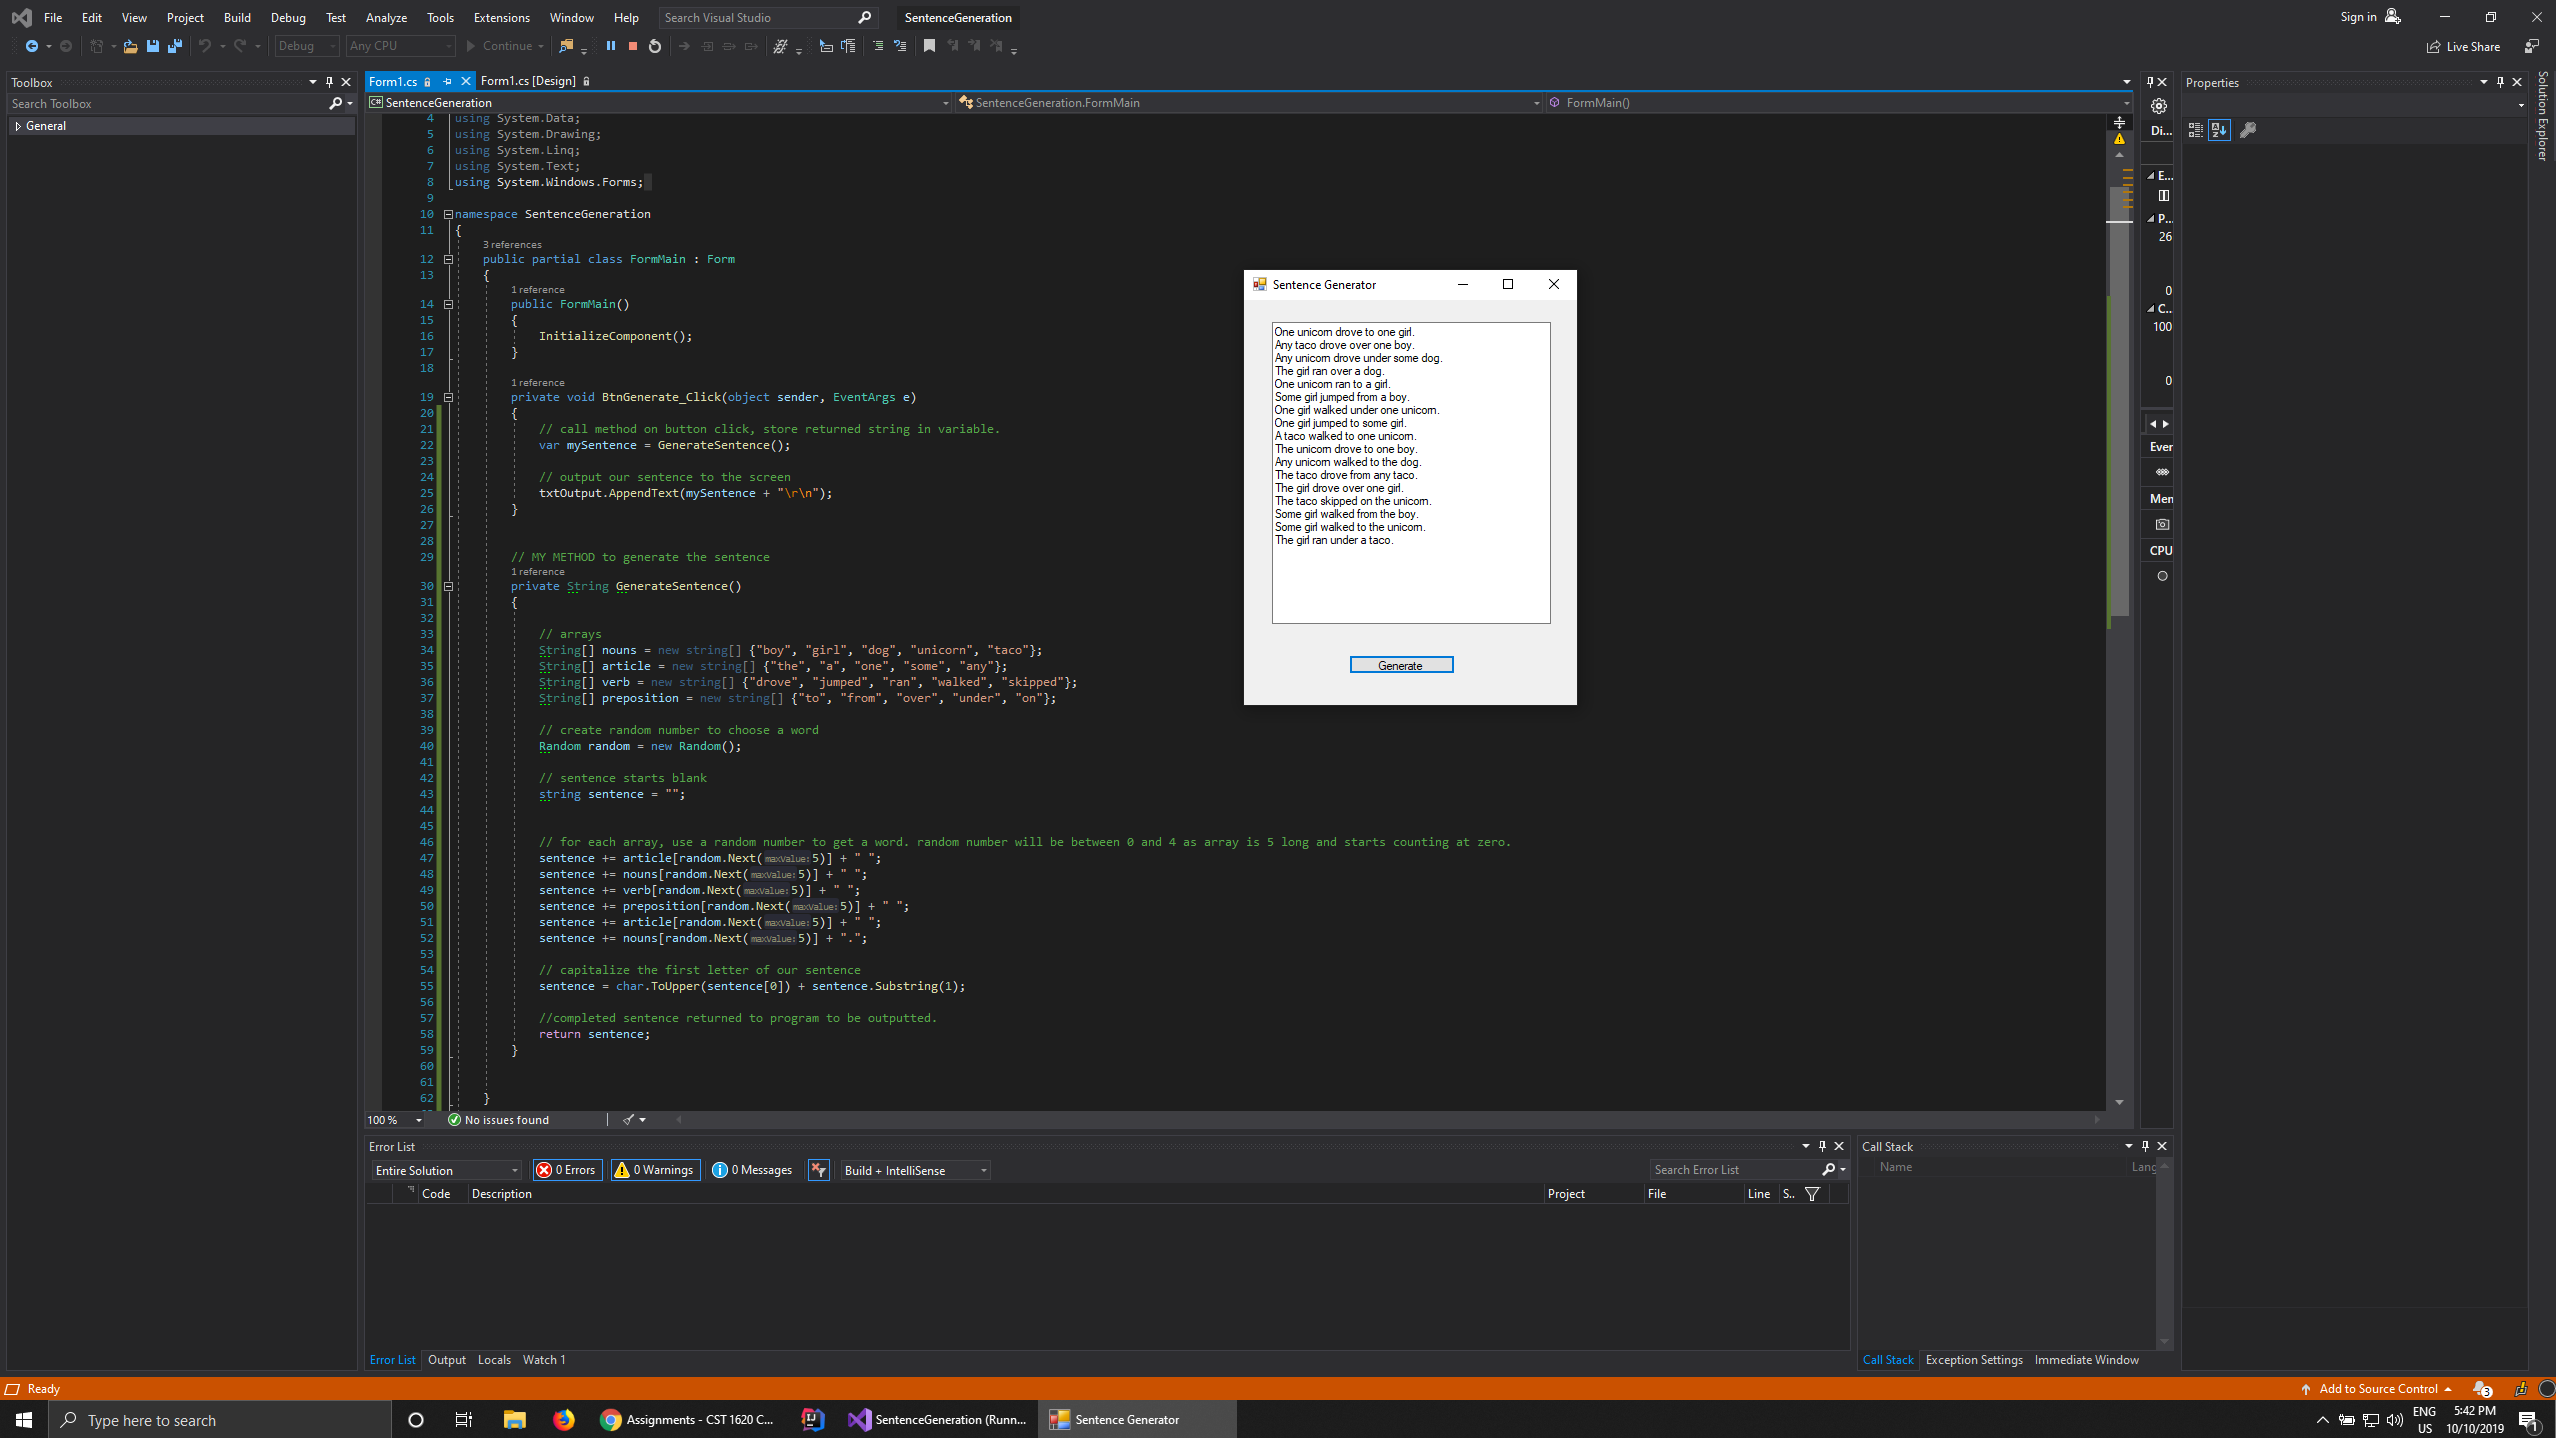 File Edit View Project Build Debug Test Analyze Tools Extensions Window Help Search Visual Studio SentenceGeneration Sign in
Debug Any CPU Continue Live Share
Toolbox
Search Toolbox
General
Form1.cs Form1.cs [Design]
C# SentenceGeneration SentenceGeneration.FormMain FormMain()
4 using System.Data;
5 using System.Drawing;
6 using System.Linq;
7 using System.Text;
8 using System.Windows.Forms;
9
10 namespace SentenceGeneration
11 {
3 references
12 public partial class FormMain : Form
13 {
1 reference
14 public FormMain()
15 {
16 InitializeComponent();
17 }
18
1 reference
19 private void BtnGenerate_Click(object sender, EventArgs e)
20 {
21 // call method on button click, store returned string in variable.
22 var mySentence = GenerateSentence();
23
24 // output our sentence to the screen
25 txtOutput.AppendText(mySentence + "\r\n");
26 }
27
28
29 // MY METHOD to generate the sentence
1 reference
30 private String GenerateSentence()
31 {
32
33 // arrays
34 String[] nouns = new string[] {"boy", "girl", "dog", "unicorn", "taco"};
35 String[] article = new string[] {"the", "a", "one", "some", "any"};
36 String[] verb = new string[] {"drove", "jumped", "ran", "walked", "skipped"};
37 String[] preposition = new string[] {"to", "from", "over", "under", "on"};
38
39 // create random number to choose a word
40 Random random = new Random();
41
42 // sentence starts blank
43 string sentence = "";
44
45
46 // for each array, use a random number to get a word. random number will be between 0 and 4 as array is 5 long and starts counting at zero.
47 sentence += article[random.Next(maxValue:5)] + " ";
48 sentence += nouns[random.Next(maxValue:5)] + " ";
49 sentence += verb[random.Next(maxValue:5)] + " ";
50 sentence += preposition[random.Next(maxValue:5)] + " ";
51 sentence += article[random.Next(maxValue:5)] + " ";
52 sentence += nouns[random.Next(maxValue:5)] + ".";
53
54 // capitalize the first letter of our sentence
55 sentence = char.ToUpper(sentence[0]) + sentence.Substring(1);
56
57 //completed sentence returned to program to be outputted.
58 return sentence;
59 }
60
61
62 }
100 % No issues found
Sentence Generator
One unicorn drove to one girl.
Any taco drove over one boy.
Any unicorn drove under some dog.
The girl ran over a dog.
One unicorn ran to a girl.
Some girl jumped from a boy.
One girl walked under one unicorn.
One girl jumped to some girl.
A taco walked to one unicorn.
The unicorn drove to one boy.
Any unicorn walked to the dog.
The taco drove from any taco.
The girl drove over one girl.
The taco skipped on the unicorn.
Some girl walked from the boy.
Some girl walked to the unicorn.
The girl ran under a taco.
Generate
Di...
E...
P...
26
0
C...
100
0
Even
Mem
CPU
Properties
Solution Explorer
Error List
Entire Solution 0 Errors 0 Warnings 0 Messages Build + IntelliSense Search Error List
Code Description Project File Line S..
Error List Output Locals Watch 1
Call Stack
Name Lang
Call Stack Exception Settings Immediate Window
Ready Add to Source Control 3
Type here to search Assignments - CST 1620 C... SentenceGeneration (Runn... Sentence Generator
ENG
US
5:42 PM
10/10/2019
1